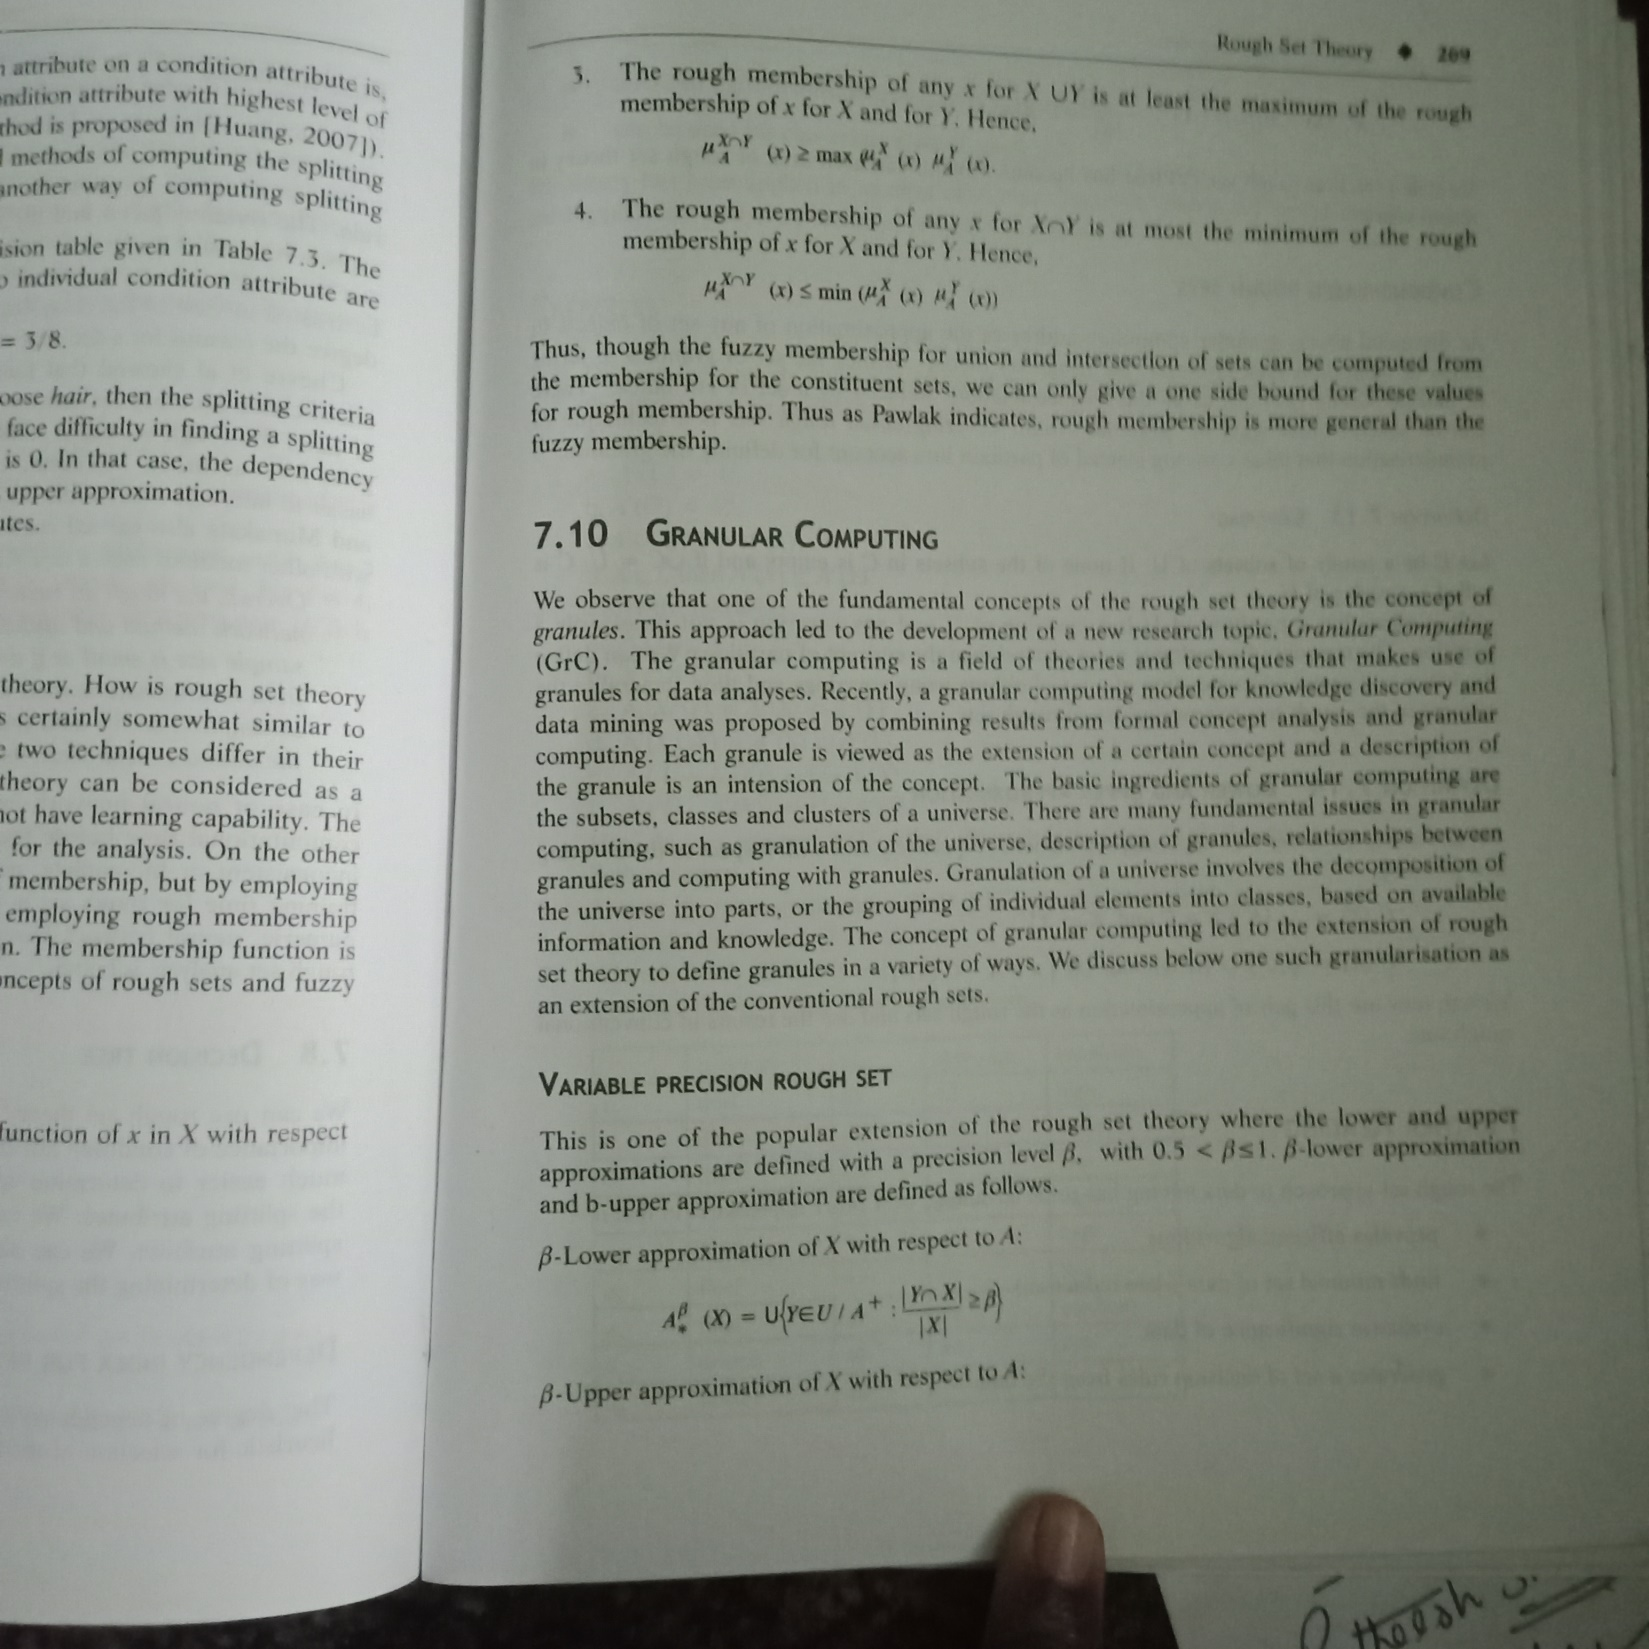 attribute on a condition attribute is,
ndition attribute with highest level of
thod is proposed in [Huang, 2007]).
methods of computing the splitting
another way of computing splitting
ision table given in Table 7.3. The
o individual condition attribute are
= 3/8.
oose hair, then the splitting criteria
face difficulty in finding a splitting
is 0. In that case, the dependency
upper approximation.
utes.
theory. How is rough set theory
s certainly somewhat similar to
e two techniques differ in their
theory can be considered as a
not have learning capability. The
for the analysis. On the other
membership, but by employing
employing rough membership
n. The membership function is
oncepts of rough sets and fuzzy
function of x in X with respect
Rough Set Theory ◆ 269
3. The rough membership of any x for X ∪Y is at least the maximum of the rough
membership of x for X and for Y. Hence,
μ_A^{X∩Y} (x) ≥ max (μ_A^X (x) μ_A^Y (x).
4. The rough membership of any x for X∩Y is at most the minimum of the rough
membership of x for X and for Y. Hence,
μ_A^{X∩Y} (x) ≤ min (μ_A^X (x) μ_A^Y (x))
Thus, though the fuzzy membership for union and intersection of sets can be computed from
the membership for the constituent sets, we can only give a one side bound for these values
for rough membership. Thus as Pawlak indicates, rough membership is more general than the
fuzzy membership.
7.10 GRANULAR COMPUTING
We observe that one of the fundamental concepts of the rough set theory is the concept of
granules. This approach led to the development of a new research topic, Granular Computing
(GrC). The granular computing is a field of theories and techniques that makes use of
granules for data analyses. Recently, a granular computing model for knowledge discovery and
data mining was proposed by combining results from formal concept analysis and granular
computing. Each granule is viewed as the extension of a certain concept and a description of
the granule is an intension of the concept. The basic ingredients of granular computing are
the subsets, classes and clusters of a universe. There are many fundamental issues in granular
computing, such as granulation of the universe, description of granules, relationships between
granules and computing with granules. Granulation of a universe involves the decomposition of
the universe into parts, or the grouping of individual elements into classes, based on available
information and knowledge. The concept of granular computing led to the extension of rough
set theory to define granules in a variety of ways. We discuss below one such granularisation as
an extension of the conventional rough sets.
VARIABLE PRECISION ROUGH SET
This is one of the popular extension of the rough set theory where the lower and upper
approximations are defined with a precision level β, with 0.5 < β≤1. β-lower approximation
and b-upper approximation are defined as follows.
β-Lower approximation of X with respect to A:
A_*^β (X) = U{Y∈U / A⁺ : |Y∩X| / |X| ≥ β}
β-Upper approximation of X with respect to A: